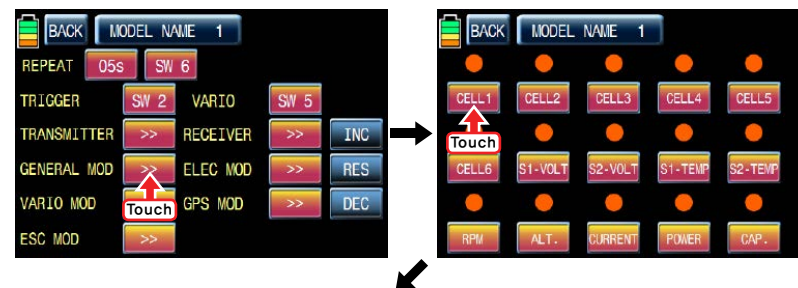 BACK MODEL NAME 1
REPEAT 05s SW 6
TRIGGER SW 2 VARIO SW 5
TRANSMITTER >> RECEIVER >> INC
GENERAL MOD >> ELEC MOD >> RES
VARIO MOD Touch GPS MOD >> DEC
ESC MOD >>
BACK MODEL NAME 1
CELL1 CELL2 CELL3 CELL4 CELL5
Touch
CELL6 S1-VOLT S2-VOLT S1-TEMP S2-TEMP
RPM ALT. CURRENT POWER CAP.